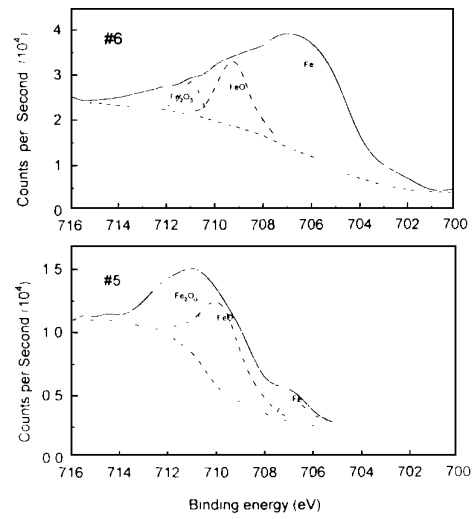 #6
Counts per Second (10⁴)
4
3
2
1
0
Fe
FeO
Fe₂O₃
716 714 712 710 708 706 704 702 700
#5
Counts per Second (10⁴)
1 5
1 0
0 5
0 0
Fe₂O₃
FeO
Fe
716 714 712 710 708 706 704 702 700
Binding energy (eV)